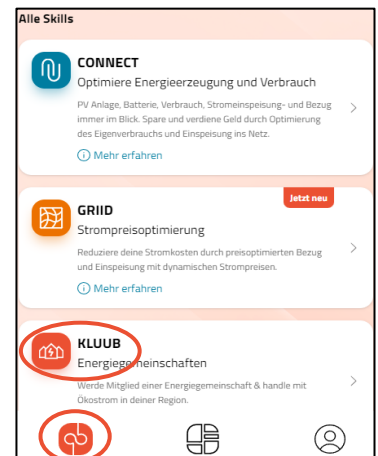 Alle Skills
CONNECT
Optimiere Energieerzeugung und Verbrauch
PV Anlage, Batterie, Verbrauch, Stromeinspeisung- und Bezug
immer im Blick. Spare und verdiene Geld durch Optimierung
des Eigenverbrauchs und Einspeisung ins Netz.
Mehr erfahren
Jetzt neu
GRIID
Strompreisoptimierung
Reduziere deine Stromkosten durch preisoptimierten Bezug
und Einspeisung mit dynamischen Strompreisen.
Mehr erfahren
KLUUB
Energiegemeinschaften
Werde Mitglied einer Energiegemeinschaft & handle mit
Ökostrom in deiner Region.